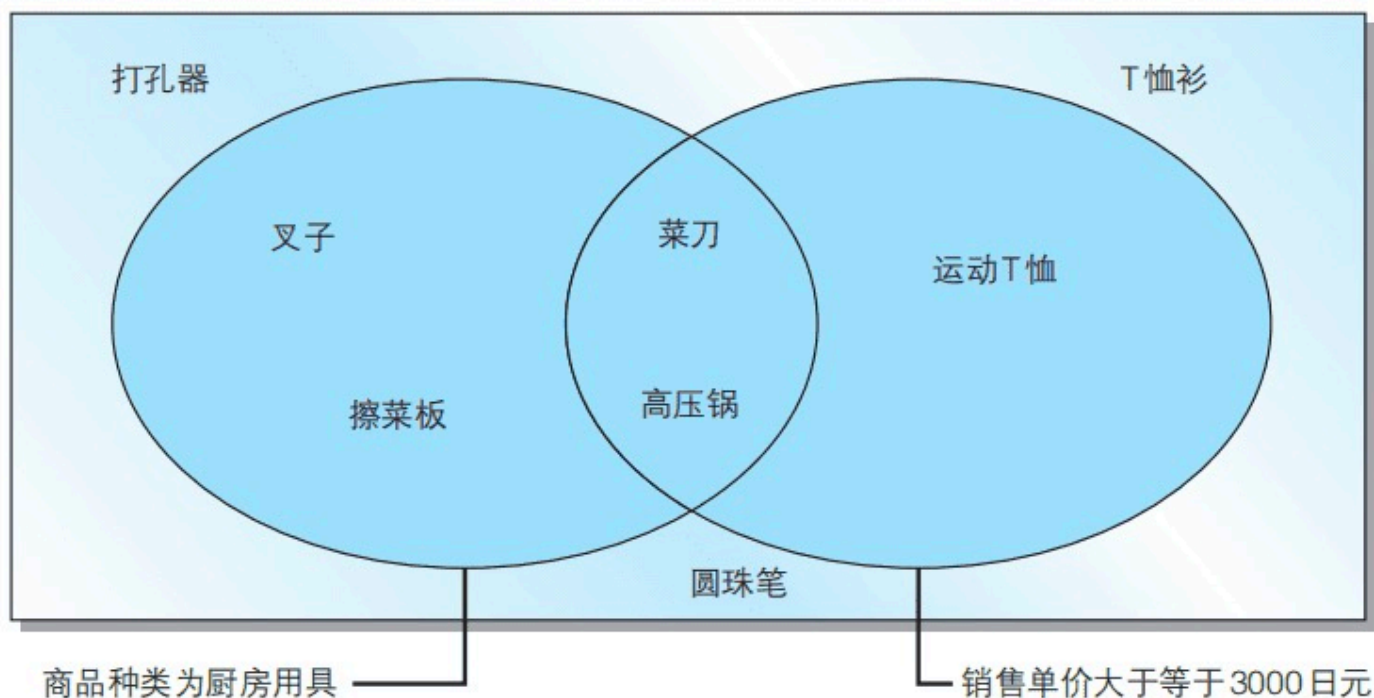 打孔器
T恤衫
叉子
菜刀
运动T恤
擦菜板
高压锅
圆珠笔
商品种类为厨房用具
销售单价大于等于3000日元